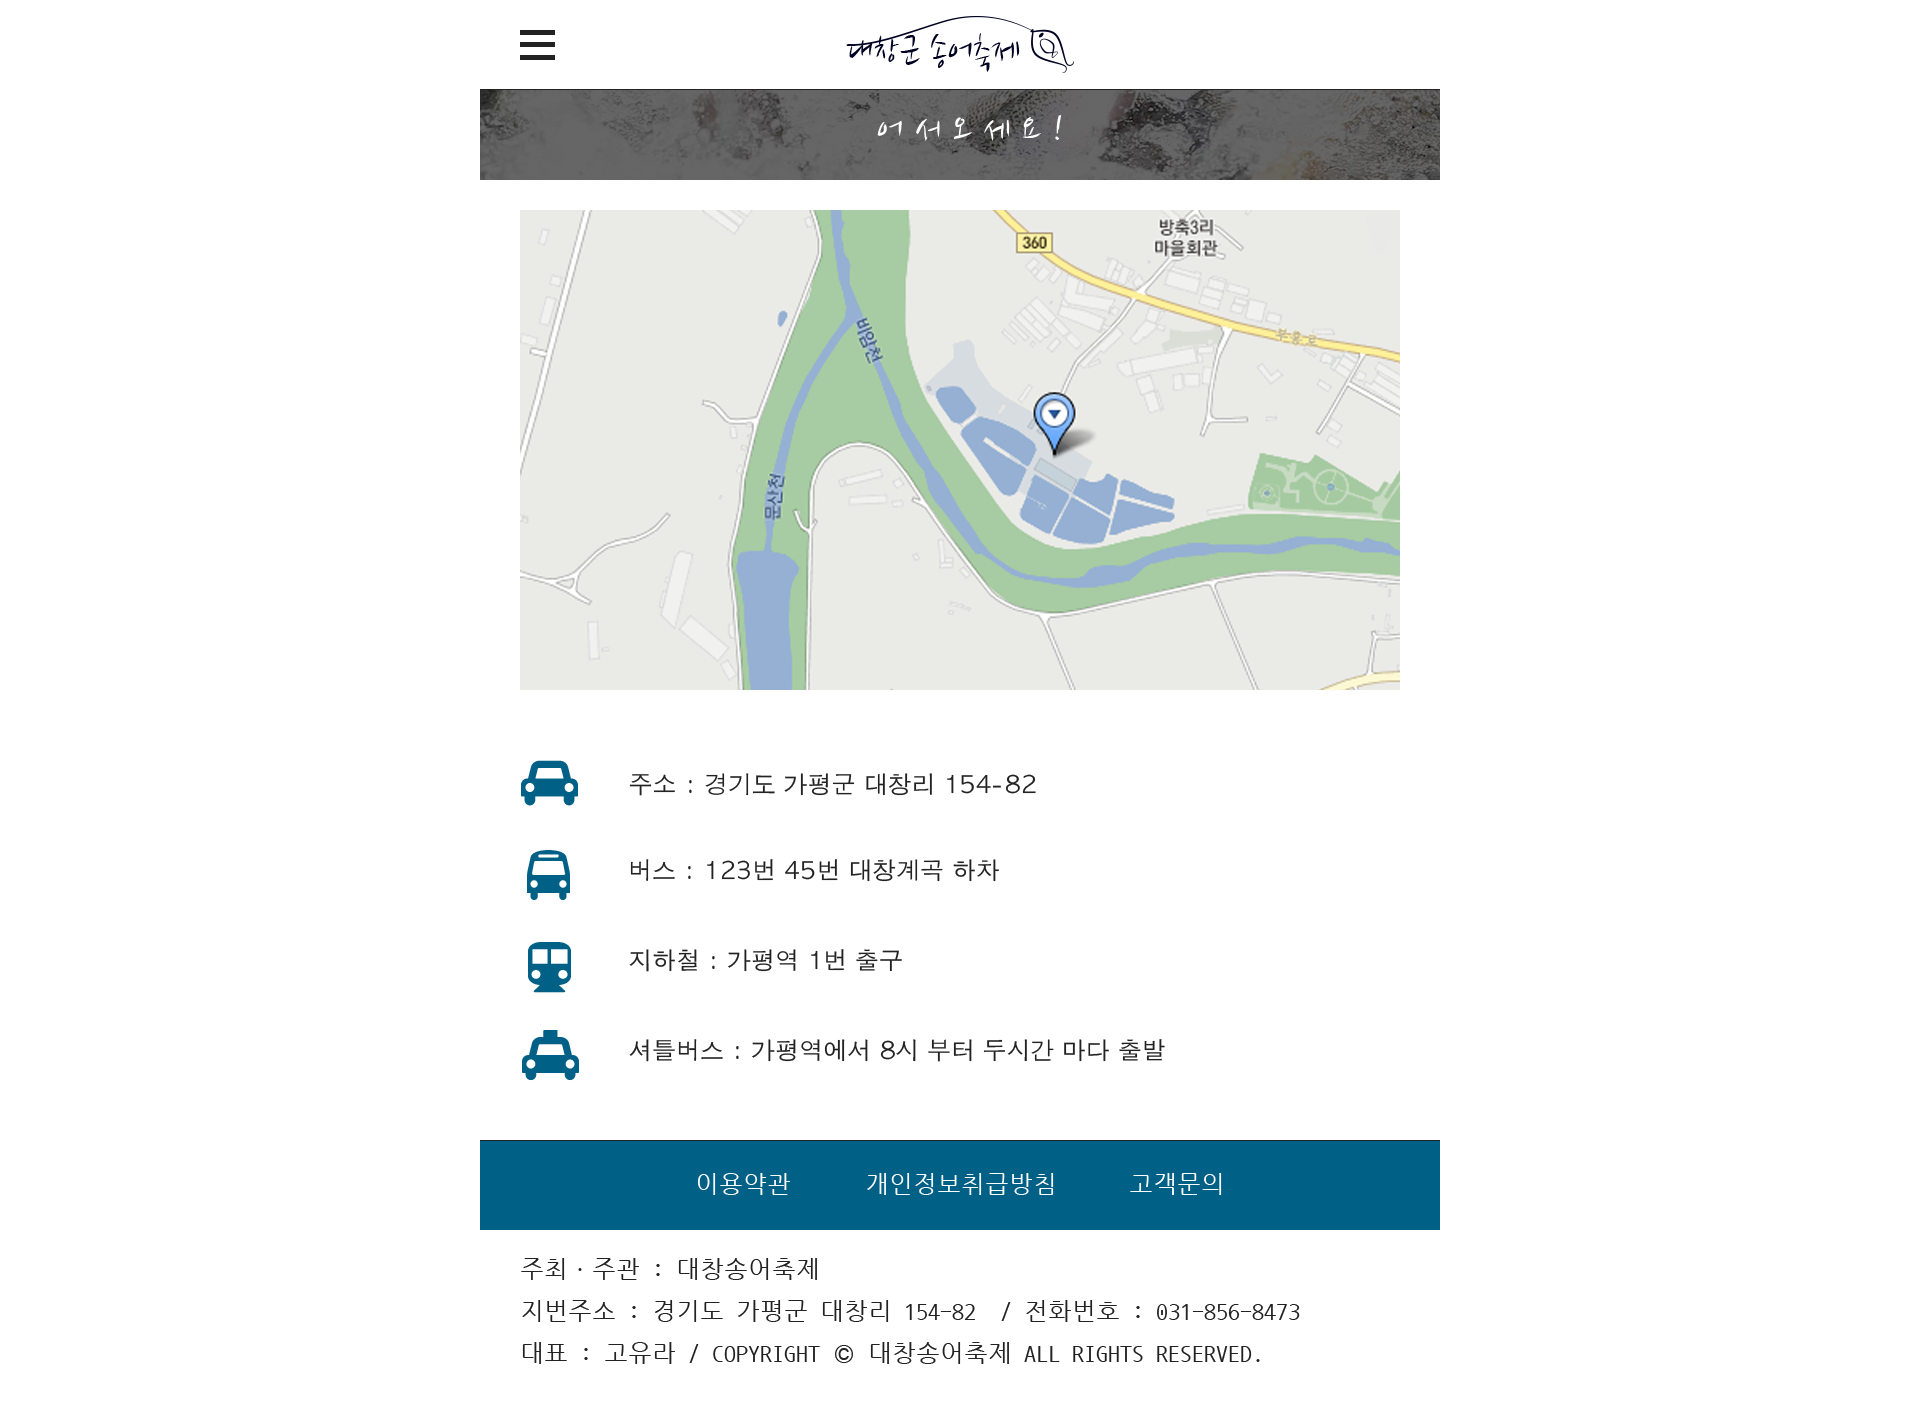 대창군 송어축제
어서오세요!
360
방축3리
마을회관
비암천
부흥로
문산천
주소 : 경기도 가평군 대창리 154-82
버스 : 123번 45번 대창계곡 하차
지하철 : 가평역 1번 출구
셔틀버스 : 가평역에서 8시 부터 두시간 마다 출발
이용약관 개인정보취급방침 고객문의
주최·주관 : 대창송어축제
지번주소 : 경기도 가평군 대창리 154-82 / 전화번호 : 031-856-8473
대표 : 고유라 / COPYRIGHT © 대창송어축제 ALL RIGHTS RESERVED.